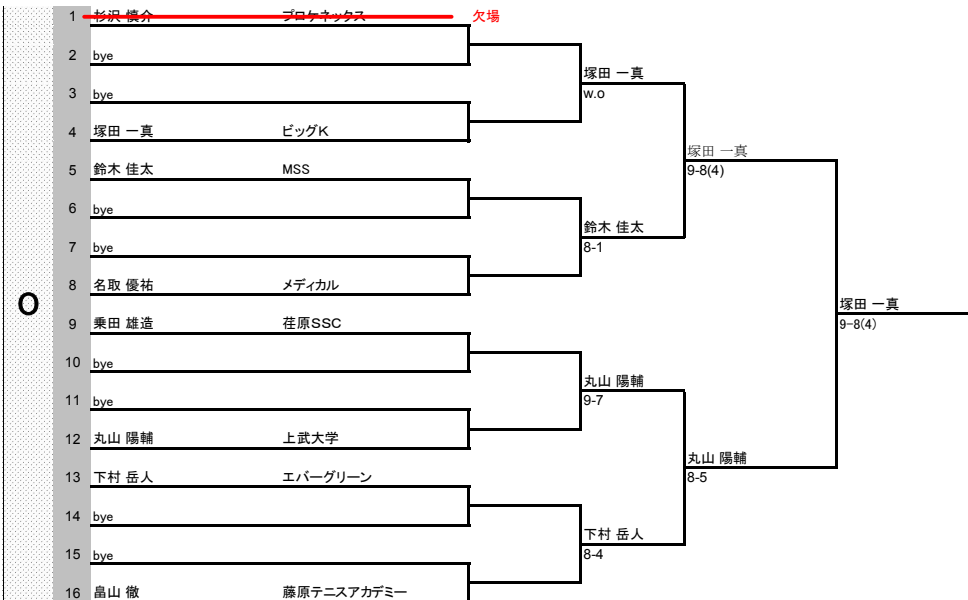 O
1 杉沢 慎介 プロケネックス 欠場
2 bye
3 bye
4 塚田 一真 ビッグK
5 鈴木 佳太 MSS
6 bye
7 bye
8 名取 優祐 メディカル
9 乗田 雄造 荏原SSC
10 bye
11 bye
12 丸山 陽輔 上武大学
13 下村 岳人 エバーグリーン
14 bye
15 bye
16 畠山 徹 藤原テニスアカデミー
塚田 一真
w.o
鈴木 佳太
8-1
丸山 陽輔
9-7
下村 岳人
8-4
塚田 一真
9-8(4)
丸山 陽輔
8-5
塚田 一真
9-8(4)